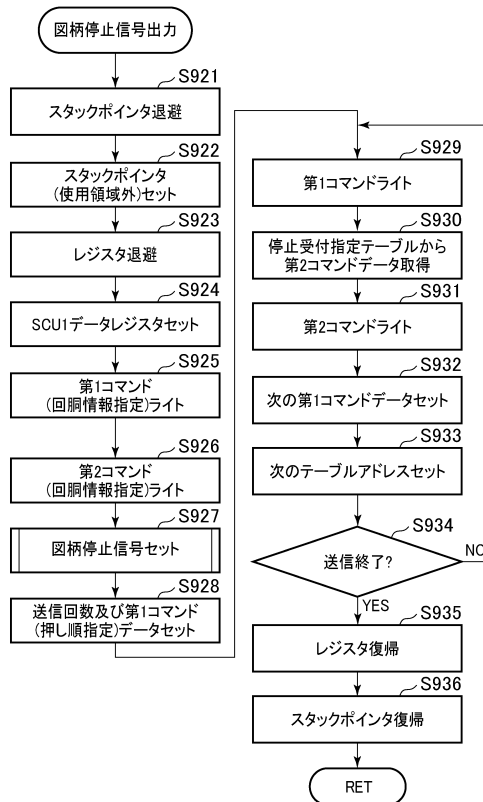 図柄停止信号出力
S921
スタックポインタ退避
S922
スタックポインタ
(使用領域外)セット
S923
レジスタ退避
S924
SCU1データレジスタセット
S925
第1コマンド
(回胴情報指定)ライト
S926
第2コマンド
(回胴情報指定)ライト
S927
図柄停止信号セット
S928
送信回数及び第1コマンド
(押し順指定)データセット
S929
第1コマンドライト
S930
停止受付指定テーブルから
第2コマンドデータ取得
S931
第2コマンドライト
S932
次の第1コマンドデータセット
S933
次のテーブルアドレスセット
S934
送信終了?
NO
YES
S935
レジスタ復帰
S936
スタックポインタ復帰
RET